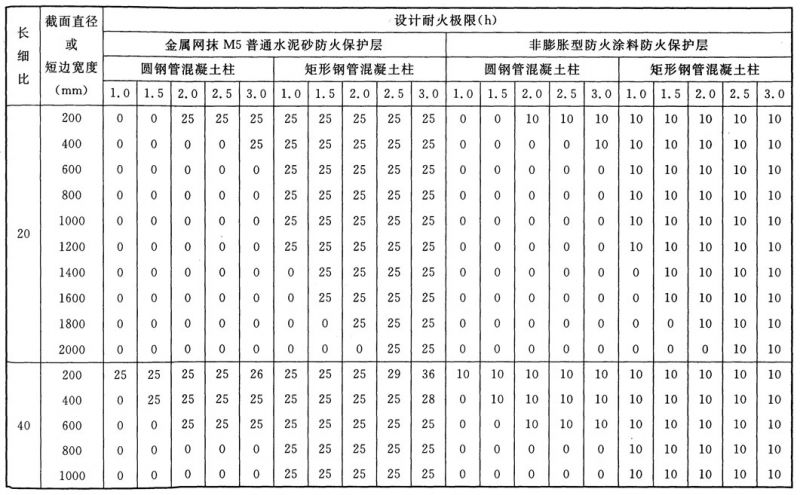 长细比 截面直径或短边宽度(mm) 设计耐火极限(h)
金属网抹 M5 普通水泥砂防火保护层 非膨胀型防火涂料防火保护层
圆钢管混凝土柱 矩形钢管混凝土柱 圆钢管混凝土柱 矩形钢管混凝土柱
1.0 1.5 2.0 2.5 3.0 1.0 1.5 2.0 2.5 3.0 1.0 1.5 2.0 2.5 3.0 1.0 1.5 2.0 2.5 3.0
20
200 0 0 25 25 25 25 25 25 25 25 0 0 10 10 10 10 10 10 10 10
400 0 0 0 0 25 25 25 25 25 25 0 0 0 0 10 10 10 10 10 10
600 0 0 0 0 0 25 25 25 25 25 0 0 0 0 0 10 10 10 10 10
800 0 0 0 0 0 25 25 25 25 25 0 0 0 0 0 10 10 10 10 10
1000 0 0 0 0 0 25 25 25 25 25 0 0 0 0 0 10 10 10 10 10
1200 0 0 0 0 0 25 25 25 25 25 0 0 0 0 0 10 10 10 10 10
1400 0 0 0 0 0 0 25 25 25 25 0 0 0 0 0 0 10 10 10 10
1600 0 0 0 0 0 0 25 25 25 25 0 0 0 0 0 0 10 10 10 10
1800 0 0 0 0 0 0 0 25 25 25 0 0 0 0 0 0 0 10 10 10
2000 0 0 0 0 0 0 0 0 25 25 0 0 0 0 0 0 0 0 10 10
40
200 25 25 25 25 26 25 25 25 29 36 10 10 10 10 10 10 10 10 10 10
400 0 25 25 25 25 25 25 25 25 28 0 10 10 10 10 10 10 10 10 10
600 0 0 25 25 25 25 25 25 25 25 0 0 10 10 10 10 10 10 10 10
800 0 0 0 0 0 25 25 25 25 25 0 0 0 0 0 10 10 10 10 10
1000 0 0 0 0 0 25 25 25 25 25 0 0 0 0 0 10 10 10 10 10